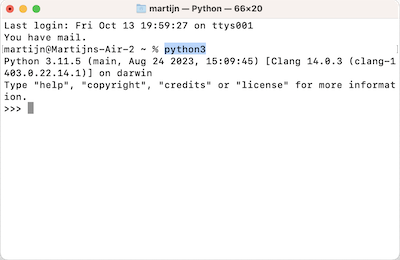 martijn — Python — 66×20
Last login: Fri Oct 13 19:59:27 on ttys001
You have mail.
martijn@Martijns-Air-2 ~ % python3
Python 3.11.5 (main, Aug 24 2023, 15:09:45) [Clang 14.0.3 (clang-1
403.0.22.14.1)] on darwin
Type "help", "copyright", "credits" or "license" for more informat
ion.
>>>